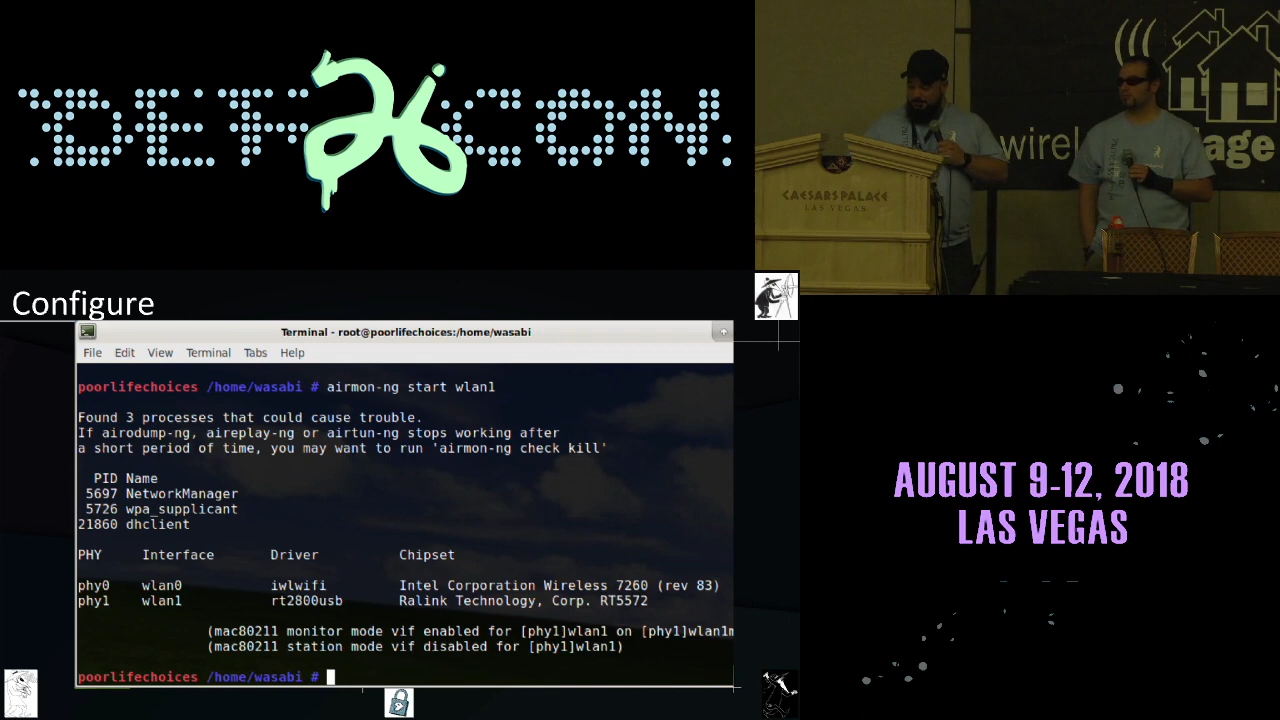 DEF 26 CON
CAESARS PALACE
LAS VEGAS
Configure
Terminal - root@poorlifechoices:/home/wasabi
File Edit View Terminal Tabs Help
poorlifechoices /home/wasabi # airmon-ng start wlan1
Found 3 processes that could cause trouble.
If airodump-ng, aireplay-ng or airtun-ng stops working after
a short period of time, you may want to run 'airmon-ng check kill'
PID Name
5697 NetworkManager
5726 wpa_supplicant
21860 dhclient
PHY Interface Driver Chipset
phy0 wlan0 iwlwifi Intel Corporation Wireless 7260 (rev 83)
phy1 wlan1 rt2800usb Ralink Technology, Corp. RT5572
(mac80211 monitor mode vif enabled for [phy1]wlan1 on [phy1]wlan1m
(mac80211 station mode vif disabled for [phy1]wlan1)
poorlifechoices /home/wasabi #
AUGUST 9-12, 2018
LAS VEGAS